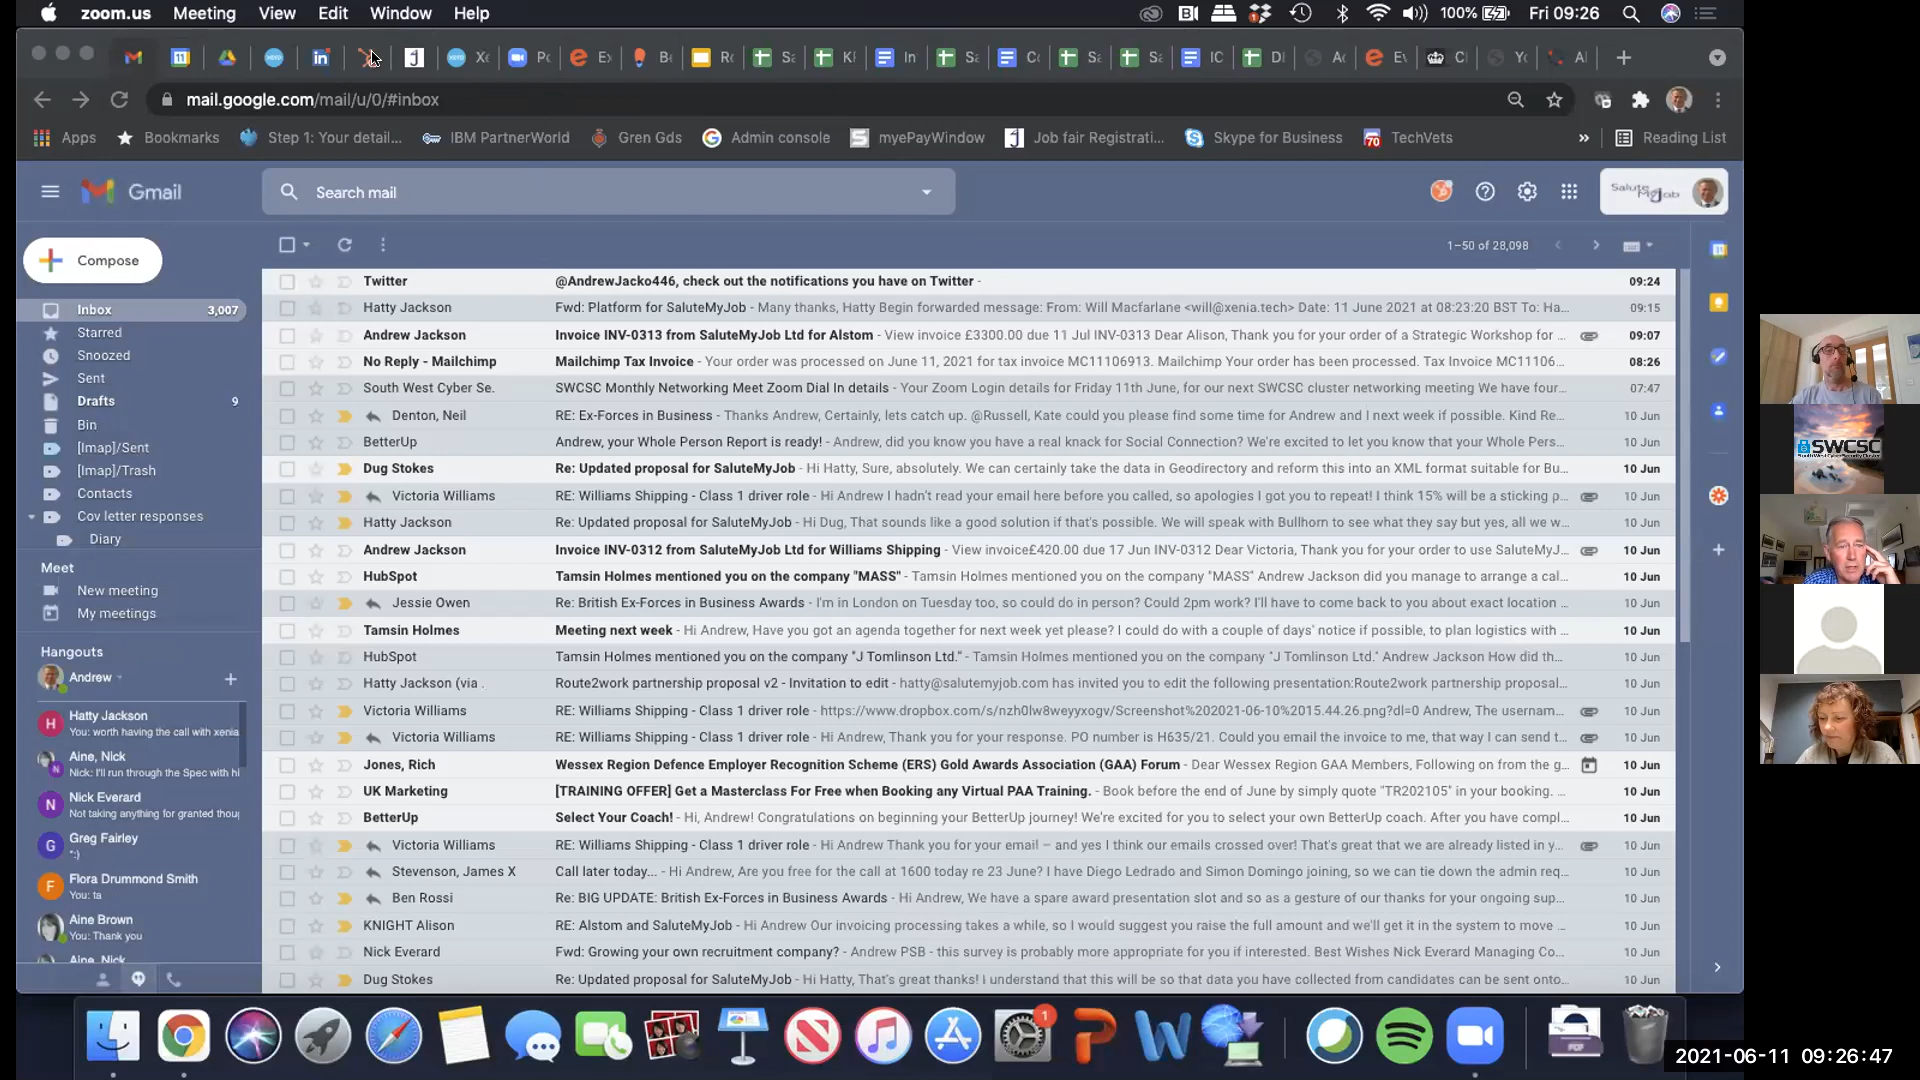 zoom.us Meeting View Edit Window Help 100% Fri 09:26
mail.google.com/mail/u/0/#inbox
Apps Bookmarks Step 1: Your detail... IBM PartnerWorld Gren Gds Admin console myePayWindow Job fair Registrati... Skype for Business TechVets » Reading List
Gmail Search mail SaluteMyJob
Compose 1–50 of 28,098
Inbox 3,007
Starred
Snoozed
Sent
Drafts 9
Bin
[Imap]/Sent
[Imap]/Trash
Contacts
Cov letter responses
Diary
Meet
New meeting
My meetings
Hangouts
Andrew
Hatty Jackson
You: worth having the call with xenia
Aine, Nick
Nick: I'll run through the Spec with hi
Nick Everard
Not taking anything for granted thou
Greg Fairley
":)
Flora Drummond Smith
You: ta
Aine Brown
You: Thank you
Aine, Nick
Twitter @AndrewJacko446, check out the notifications you have on Twitter - 09:24
Hatty Jackson Fwd: Platform for SaluteMyJob - Many thanks, Hatty Begin forwarded message: From: Will Macfarlane <will@xenia.tech> Date: 11 June 2021 at 08:23:20 BST To: Ha... 09:15
Andrew Jackson Invoice INV-0313 from SaluteMyJob Ltd for Alstom - View invoice £3300.00 due 11 Jul INV-0313 Dear Alison, Thank you for your order of a Strategic Workshop for ... 09:07
No Reply - Mailchimp Mailchimp Tax Invoice - Your order was processed on June 11, 2021 for tax invoice MC11106913. Mailchimp Your order has been processed. Tax Invoice MC11106... 08:26
South West Cyber Se. SWCSC Monthly Networking Meet Zoom Dial In details - Your Zoom Login details for Friday 11th June, for our next SWCSC cluster networking meeting We have four... 07:47
Denton, Neil RE: Ex-Forces in Business - Thanks Andrew, Certainly, lets catch up. @Russell, Kate could you please find some time for Andrew and I next week if possible. Kind Re... 10 Jun
BetterUp Andrew, your Whole Person Report is ready! - Andrew, did you know you have a real knack for Social Connection? We're excited to let you know that your Whole Pers... 10 Jun
Dug Stokes Re: Updated proposal for SaluteMyJob - Hi Hatty, Sure, absolutely. We can certainly take the data in Geodirectory and reform this into an XML format suitable for Bu... 10 Jun
Victoria Williams RE: Williams Shipping - Class 1 driver role - Hi Andrew I hadn't read your email here before you called, so apologies I got you to repeat! I think 15% will be a sticking p... 10 Jun
Hatty Jackson Re: Updated proposal for SaluteMyJob - Hi Dug, That sounds like a good solution if that's possible. We will speak with Bullhorn to see what they say but yes, all we w... 10 Jun
Andrew Jackson Invoice INV-0312 from SaluteMyJob Ltd for Williams Shipping - View invoice£420.00 due 17 Jun INV-0312 Dear Victoria, Thank you for your order to use SaluteMyJ... 10 Jun
HubSpot Tamsin Holmes mentioned you on the company "MASS" - Tamsin Holmes mentioned you on the company "MASS" Andrew Jackson did you manage to arrange a cal... 10 Jun
Jessie Owen Re: British Ex-Forces in Business Awards - I'm in London on Tuesday too, so could do in person? Could 2pm work? I'll have to come back to you about exact location ... 10 Jun
Tamsin Holmes Meeting next week - Hi Andrew, Have you got an agenda together for next week yet please? I could do with a couple of days' notice if possible, to plan logistics with ... 10 Jun
HubSpot Tamsin Holmes mentioned you on the company "J Tomlinson Ltd." - Tamsin Holmes mentioned you on the company "J Tomlinson Ltd." Andrew Jackson How did th... 10 Jun
Hatty Jackson (via . Route2work partnership proposal v2 - Invitation to edit - hatty@salutemyjob.com has invited you to edit the following presentation:Route2work partnership proposal... 10 Jun
Victoria Williams RE: Williams Shipping - Class 1 driver role - https://www.dropbox.com/s/nzh0lw8weyyxogv/Screenshot%202021-06-10%2015.44.26.png?dl=0 Andrew, The usernam... 10 Jun
Victoria Williams RE: Williams Shipping - Class 1 driver role - Hi Andrew, Thank you for your response. PO number is H635/21. Could you email the invoice to me, that way I can send t... 10 Jun
Jones, Rich Wessex Region Defence Employer Recognition Scheme (ERS) Gold Awards Association (GAA) Forum - Dear Wessex Region GAA Members, Following on from the g... 10 Jun
UK Marketing [TRAINING OFFER] Get a Masterclass For Free when Booking any Virtual PAA Training. - Book before the end of June by simply quote "TR202105" in your booking. ... 10 Jun
BetterUp Select Your Coach! - Hi, Andrew! Congratulations on beginning your BetterUp journey! We're excited for you to select your own BetterUp coach. After you have compl... 10 Jun
Victoria Williams RE: Williams Shipping - Class 1 driver role - Hi Andrew Thank you for your email – and yes I think our emails crossed over! That's great that we are already listed in y... 10 Jun
Stevenson, James X Call later today... - Hi Andrew, Are you free for the call at 1600 today re 23 June? I have Diego Ledrado and Simon Domingo joining, so we can tie down the admin req... 10 Jun
Ben Rossi Re: BIG UPDATE: British Ex-Forces in Business Awards - Hi Andrew, We have a spare award presentation slot and so as a gesture of our thanks for your ongoing sup... 10 Jun
KNIGHT Alison RE: Alstom and SaluteMyJob - Hi Andrew Our invoicing processing takes a while, so I would suggest you raise the full amount and we'll get it in the system to move ... 10 Jun
Nick Everard Fwd: Growing your own recruitment company? - Andrew PSB - this survey is probably more appropriate for you if interested. Best Wishes Nick Everard Managing Co... 10 Jun
Dug Stokes Re: Updated proposal for SaluteMyJob - Hi Hatty, That's great thanks! I understand that this will be so that data you have collected from candidates can be sent onto... 10 Jun
SWCSC
2021-06-11 09:26:47